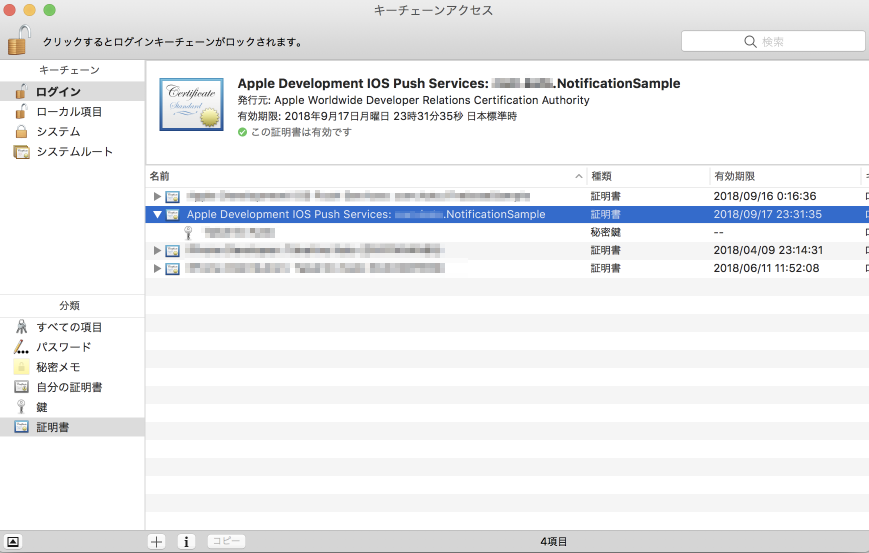 キーチェーンアクセス
クリックするとログインキーチェーンがロックされます。
検索
キーチェーン
ログイン
ローカル項目
システム
システムルート
Certificate
Standard
Apple Development IOS Push Services: .NotificationSample
発行元: Apple Worldwide Developer Relations Certification Authority
有効期限: 2018年9月17日月曜日 23時31分35秒 日本標準時
この証明書は有効です
名前 種類 有効期限
証明書 2018/09/16 0:16:36
Apple Development IOS Push Services: .NotificationSample 証明書 2018/09/17 23:31:35
秘密鍵 --
証明書 2018/04/09 23:14:31
証明書 2018/06/11 11:52:08
分類
すべての項目
パスワード
秘密メモ
自分の証明書
鍵
証明書
コピー
4項目